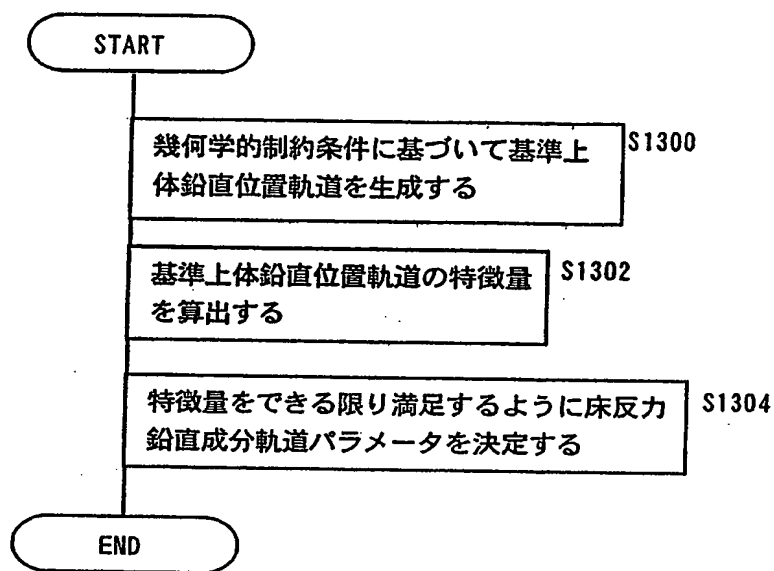 START
幾何学的制約条件に基づいて基準上
体鉛直位置軌道を生成する
S1300
基準上体鉛直位置軌道の特徴量
を算出する
S1302
特徴量をできる限り満足するように床反力
鉛直成分軌道パラメータを決定する
S1304
END